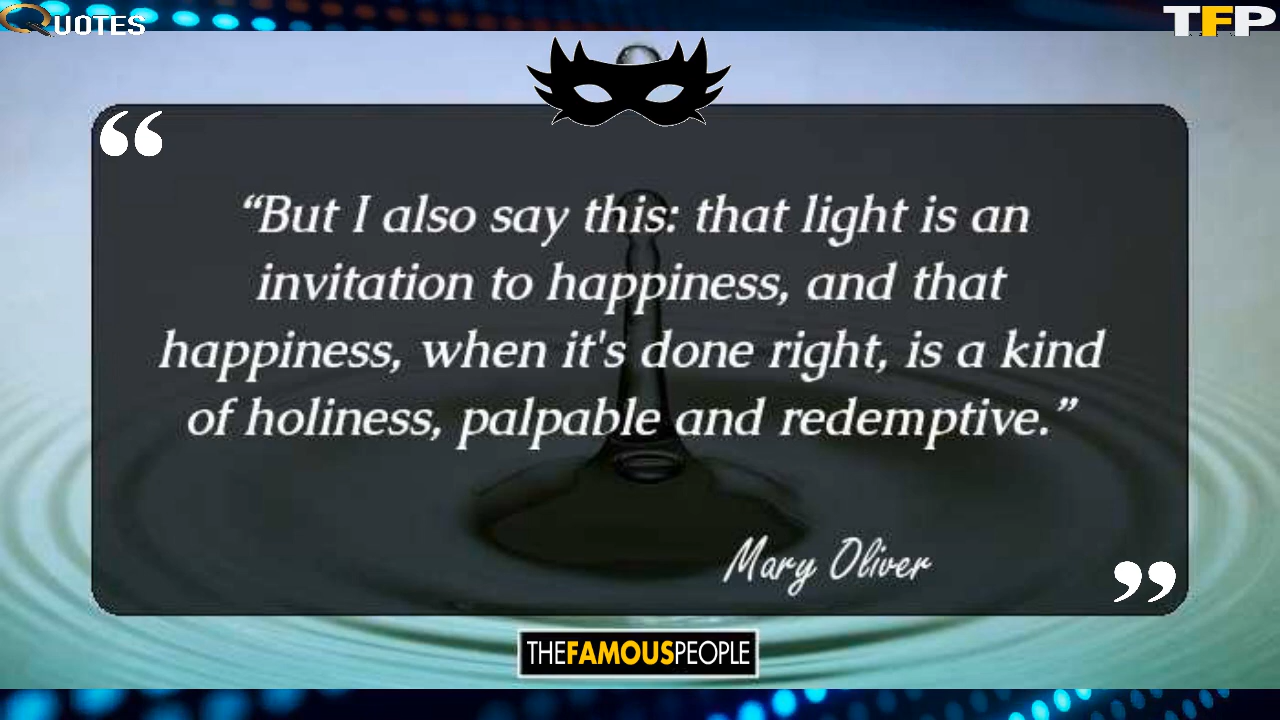 QUOTES
TFP
“But I also say this: that light is an
invitation to happiness, and that
happiness, when it's done right, is a kind
of holiness, palpable and redemptive.”
Mary Oliver
THEFAMOUSPEOPLE